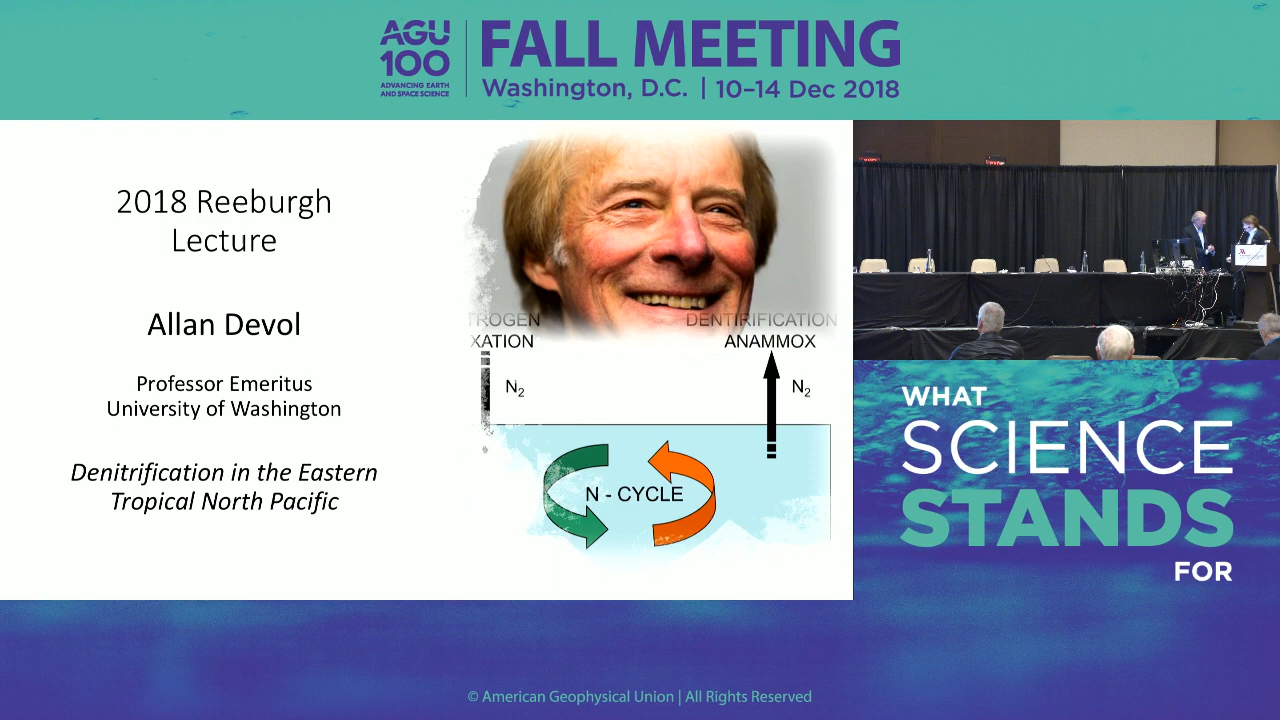 AGU
100
ADVANCING EARTH
AND SPACE SCIENCE
FALL MEETING
Washington, D.C. | 10–14 Dec 2018
2018 Reeburgh
Lecture
Allan Devol
Professor Emeritus
University of Washington
Denitrification in the Eastern
Tropical North Pacific
TROGEN
XATION
DENTIRIFICATION
ANAMMOX
N2
N2
N - CYCLE
WHAT
SCIENCE
STANDS
FOR
© American Geophysical Union | All Rights Reserved